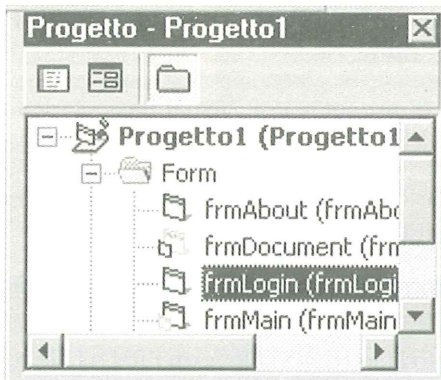 Progetto - Progetto1
Progetto1 (Progetto1
Form
frmAbout (frmAbo
frmDocument (frm
frmLogin (frmLogi
frmMain (frmMain